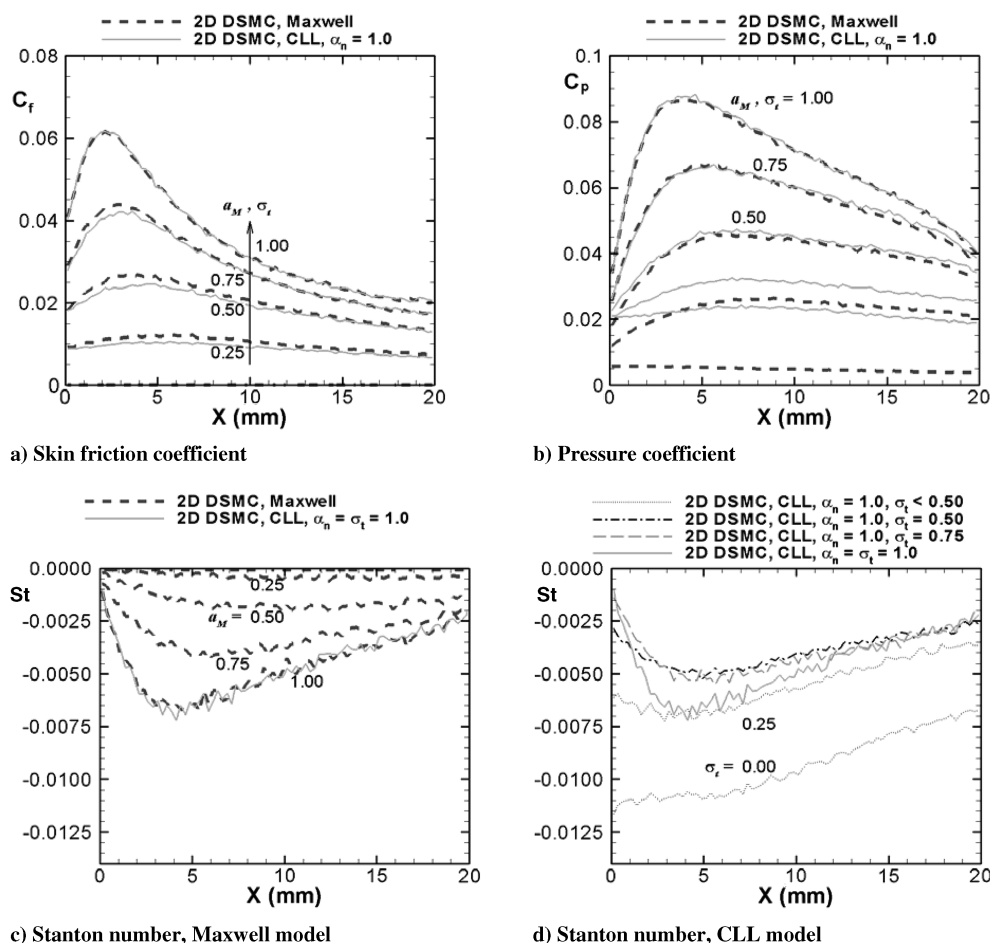 2D DSMC, Maxwell
2D DSMC, CLL, αn = 1.0
0.08
Cf
0.06
0.04
0.02
0
aM , σt
1.00
0.75
0.50
0.25
0 5 10 15 20
X (mm)
a) Skin friction coefficient
2D DSMC, Maxwell
2D DSMC, CLL, αn = 1.0
0.1
Cp
0.08
0.06
0.04
0.02
0
aM , σt = 1.00
0.75
0.50
0 5 10 15 20
X (mm)
b) Pressure coefficient
2D DSMC, Maxwell
2D DSMC, CLL, αn = σt = 1.0
0.0000
St
-0.0025
-0.0050
-0.0075
-0.0100
-0.0125
0.25
aM = 0.50
0.75
1.00
0 5 10 15 20
X (mm)
c) Stanton number, Maxwell model
2D DSMC, CLL, αn = 1.0, σt < 0.50
2D DSMC, CLL, αn = 1.0, σt = 0.50
2D DSMC, CLL, αn = 1.0, σt = 0.75
2D DSMC, CLL, αn = σt = 1.0
0.0000
St
-0.0025
-0.0050
-0.0075
-0.0100
-0.0125
0.25
σt = 0.00
0 5 10 15 20
X (mm)
d) Stanton number, CLL model